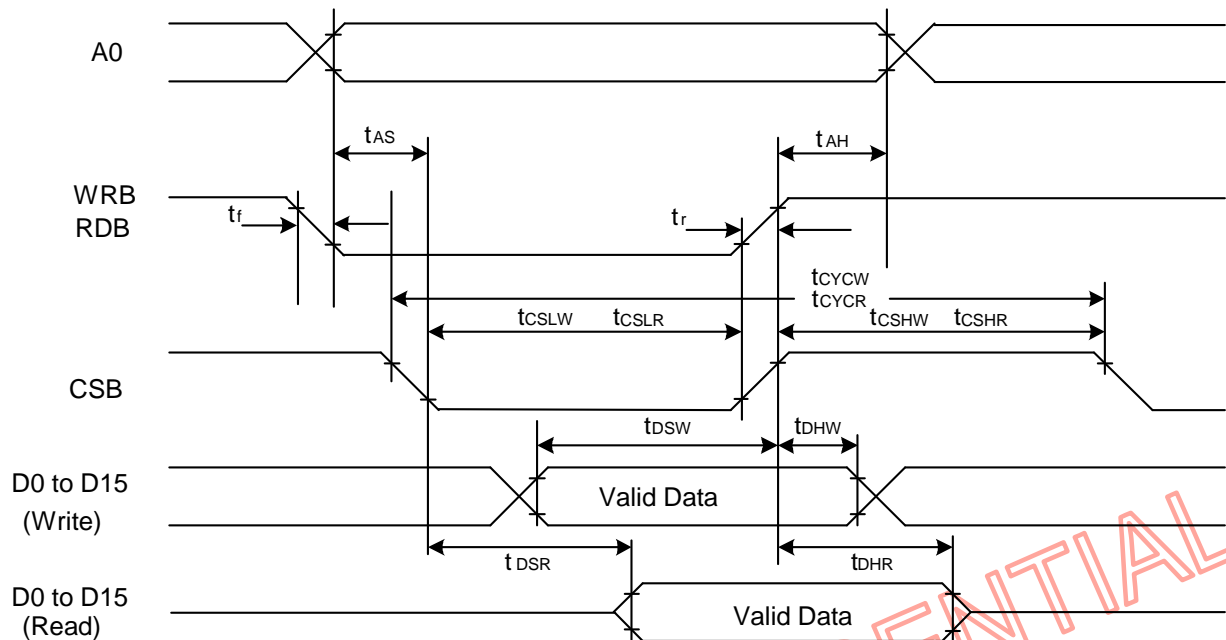 A0
tAS
tAH
WRB
RDB
tf
tr
tCYCW
tCYCR
tCSLW tCSLR
tCSHW tCSHR
CSB
tDSW
tDHW
D0 to D15
(Write)
Valid Data
tDSR
tDHR
D0 to D15
(Read)
Valid Data
ENTIAL